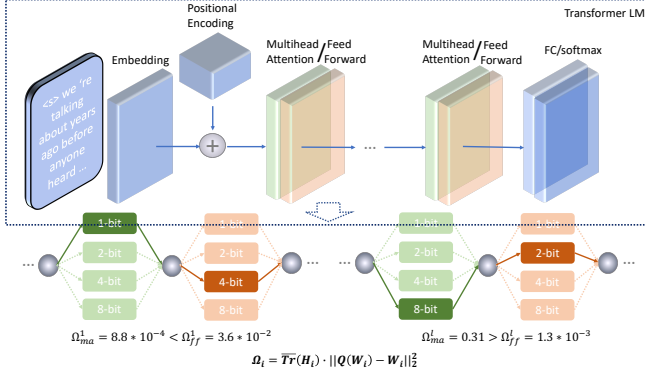 Transformer LM
Positional
Encoding
Embedding
Multihead
Attention
/
Feed
Forward
Multihead
Attention
/
Feed
Forward
FC/softmax
<s> we 're
talking
about years
ago before
anyone
heard ...
+
...
1-bit
2-bit
4-bit
8-bit
1-bit
2-bit
4-bit
8-bit
1-bit
2-bit
4-bit
8-bit
1-bit
2-bit
4-bit
8-bit
...
...
...
...
Ω¹ₘₐ = 8.8 * 10⁻⁴ < Ω¹_ff = 3.6 * 10⁻²
Ωˡₘₐ = 0.31 > Ωˡ_ff = 1.3 * 10⁻³
Ωᵢ = T̅r̅(Hᵢ) · ||Q(Wᵢ) − Wᵢ||²₂